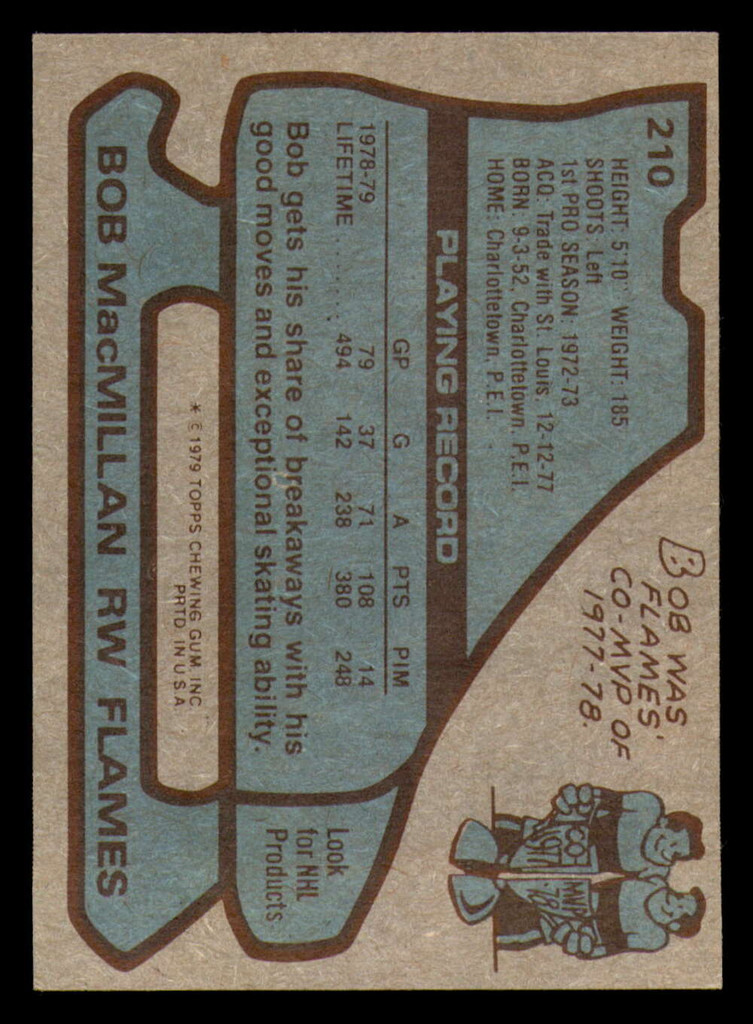 210
HEIGHT: 5'10" WEIGHT: 185
SHOOTS: Left
1st PRO SEASON: 1972-73
ACQ: Trade with St. Louis, 12-12-77
BORN: 9-3-52, Charlottetown, P.E.I.
HOME: Charlottetown, P.E.I.
BOB WAS
FLAMES'
CO-MVP OF
1977-78.
CO-
1977
MVP
'78
PLAYING RECORD
GP G A PTS PIM
1978-79 79 37 71 108 14
LIFETIME ........ 494 142 238 380 248
Bob gets his share of breakaways with his
good moves and exceptional skating ability.
Look
for NHL
Products
* © 1979 TOPPS CHEWING GUM, INC.
PRTD. IN U.S.A.
BOB MacMILLAN RW FLAMES